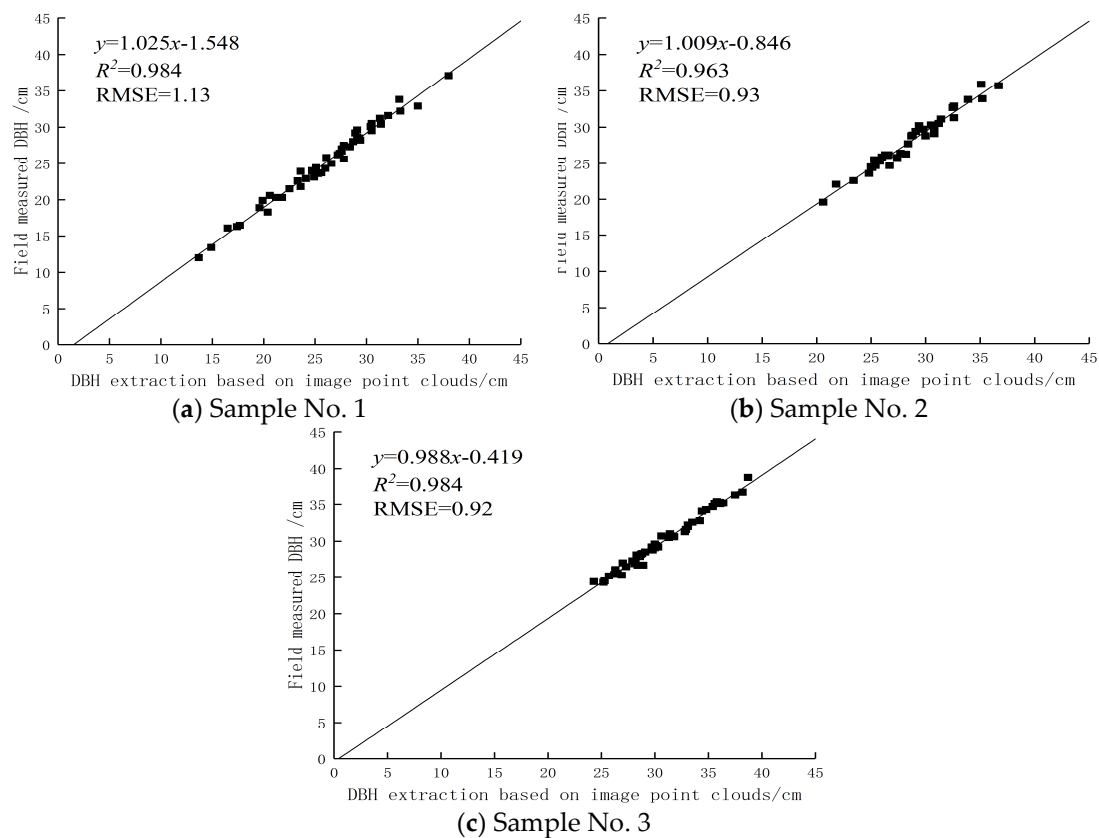 45
40
35
30
25
20
15
10
5
0
Field measured DBH /cm
y=1.025x-1.548
R²=0.984
RMSE=1.13
0 5 10 15 20 25 30 35 40 45
DBH extraction based on image point clouds/cm
(a) Sample No. 1
45
40
35
30
25
20
15
10
5
0
Field measured DBH /cm
y=1.009x-0.846
R²=0.963
RMSE=0.93
0 5 10 15 20 25 30 35 40 45
DBH extraction based on image point clouds/cm
(b) Sample No. 2
45
40
35
30
25
20
15
10
5
0
Field measured DBH /cm
y=0.988x-0.419
R²=0.984
RMSE=0.92
0 5 10 15 20 25 30 35 40 45
DBH extraction based on image point clouds/cm
(c) Sample No. 3